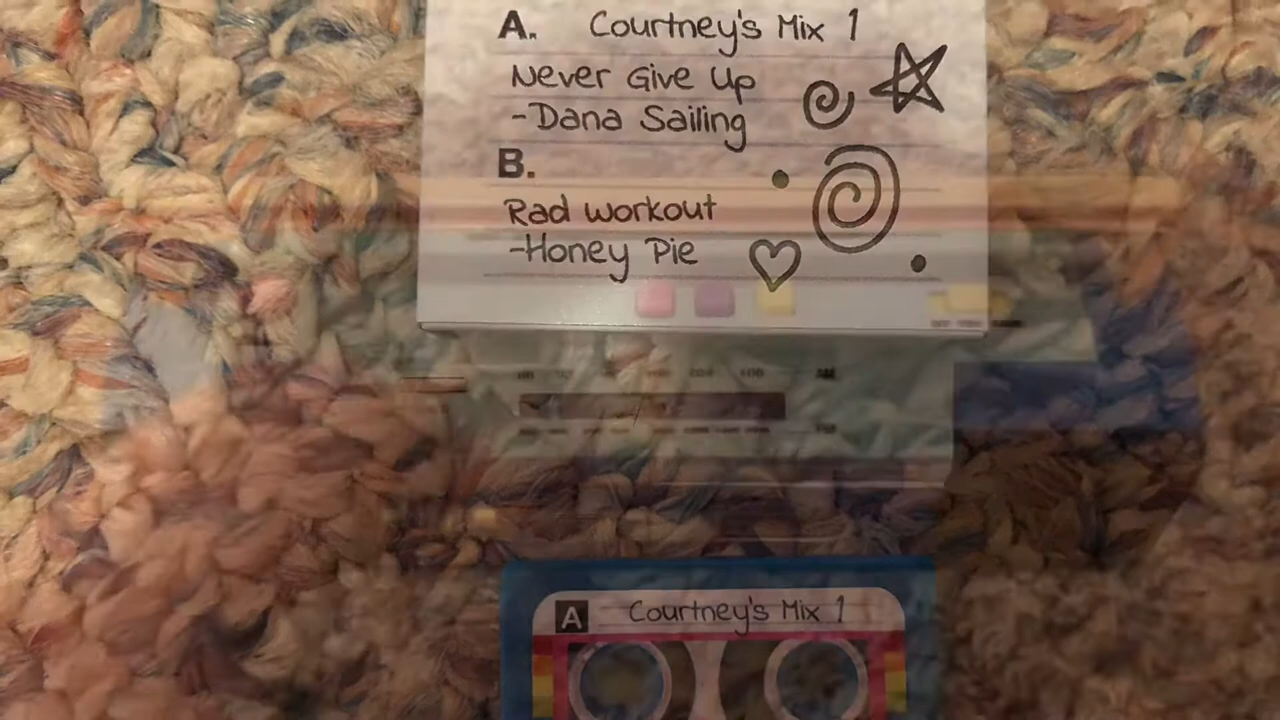 A. Courtney's Mix 1
Never Give Up
-Dana Sailing
B.
Rad workout
-Honey Pie
A Courtney's Mix 1